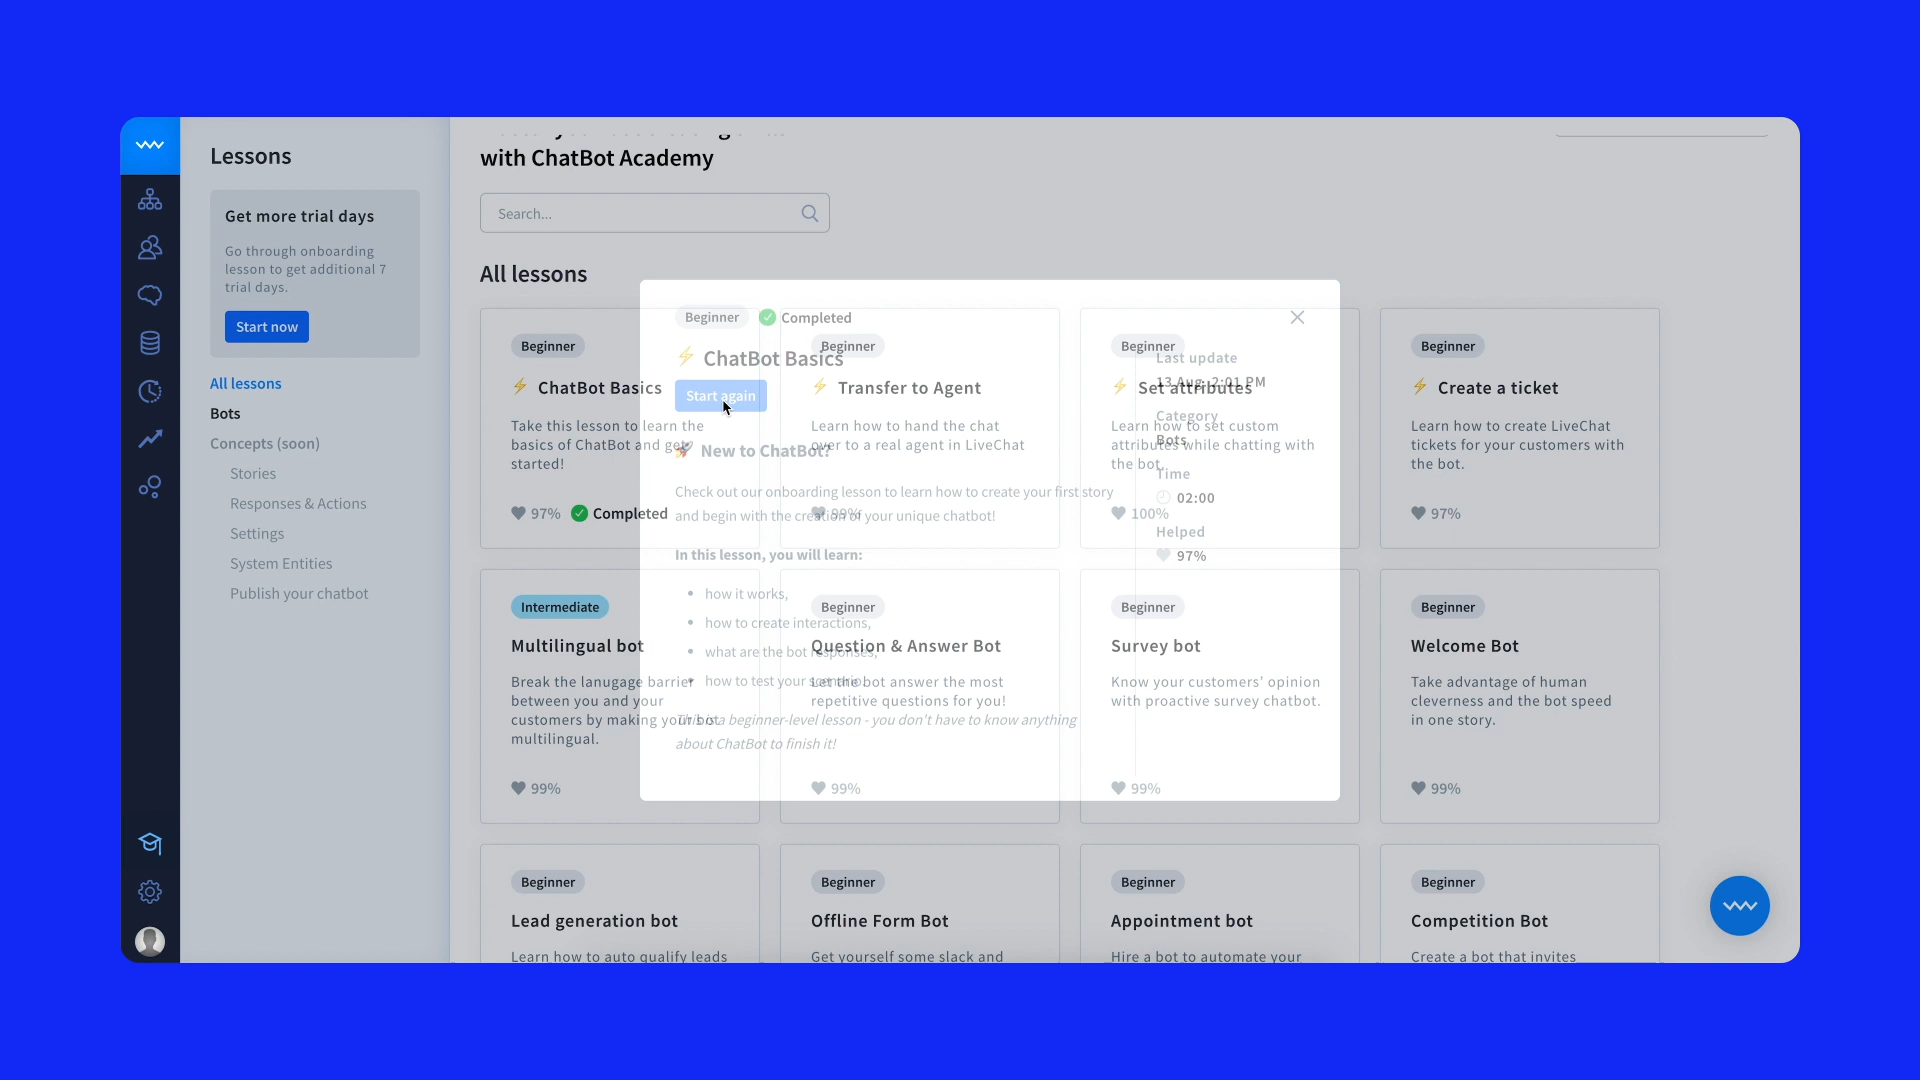 Lessons
Get more trial days
Go through onboarding
lesson to get additional 7
trial days.
Start now
All lessons
Bots
Concepts (soon)
Stories
Responses & Actions
Settings
System Entities
Publish your chatbot
with ChatBot Academy
Search...
All lessons
Beginner
ChatBot Basics
Take this lesson to learn the
basics of ChatBot and get
started!
97% Completed
Beginner
Transfer to Agent
Learn how to hand the chat
over to a real agent in LiveChat
99%
Beginner
Set attributes
Learn how to set custom
attributes while chatting with
the bot.
100%
Beginner
Create a ticket
Learn how to create LiveChat
tickets for your customers with
the bot.
97%
Beginner Completed
ChatBot Basics
Start again
New to ChatBot?
Check out our onboarding lesson to learn how to create your first story
and begin with the creation of your unique chatbot!
In this lesson, you will learn:
• how it works,
• how to create interactions,
• what are the bot responses,
• how to test your scenario.
This is a beginner-level lesson - you don't have to know anything
about ChatBot to finish it!
Last update
13 Aug, 2:01 PM
Category
Bots
Time
02:00
Helped
97%
Intermediate
Multilingual bot
Break the lanugage barrier
between you and your
customers by making your bot
multilingual.
99%
Beginner
Question & Answer Bot
Let the bot answer the most
repetitive questions for you!
99%
Beginner
Survey bot
Know your customers’ opinion
with proactive survey chatbot.
99%
Beginner
Welcome Bot
Take advantage of human
cleverness and the bot speed
in one story.
99%
Beginner
Lead generation bot
Learn how to auto qualify leads
Beginner
Offline Form Bot
Get yourself some slack and
Beginner
Appointment bot
Hire a bot to automate your
Beginner
Competition Bot
Create a bot that invites